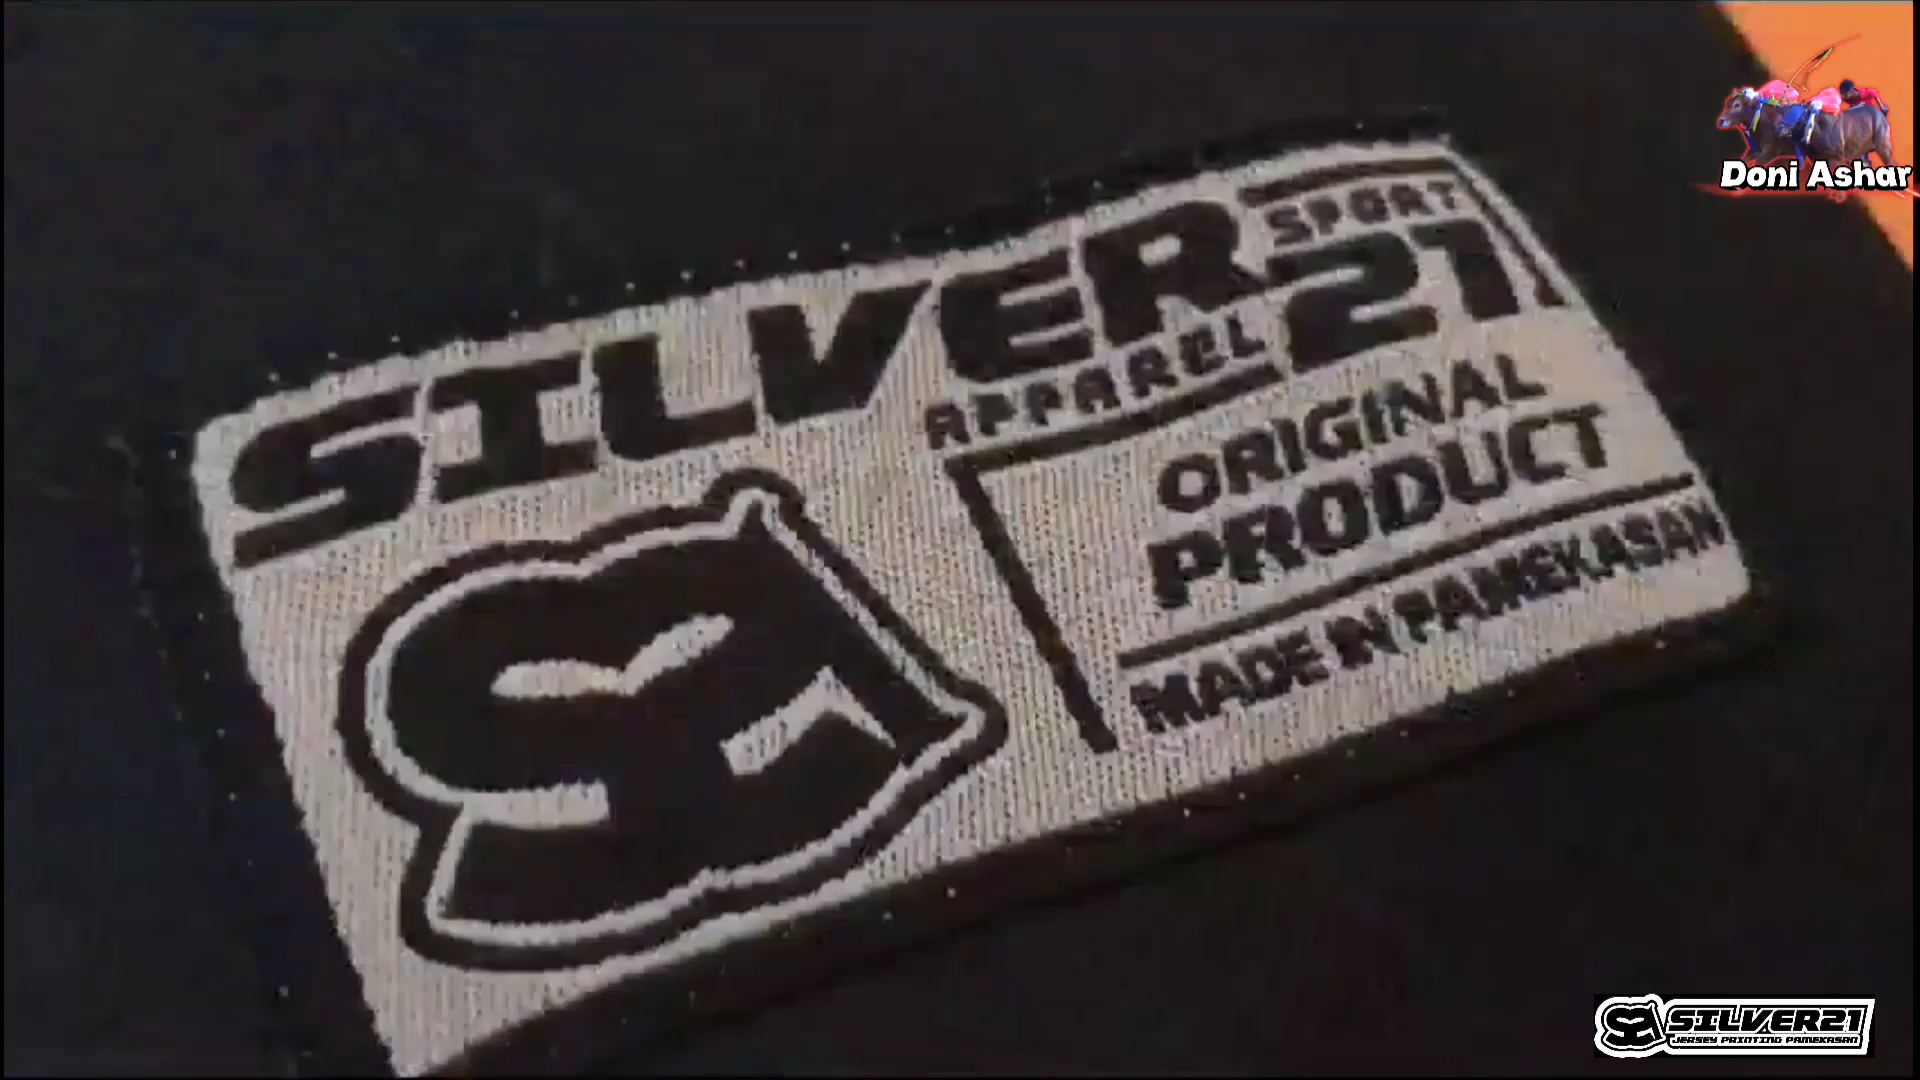 Doni Ashar
SILVER
SPORT
21
APPAREL
ORIGINAL
PRODUCT
MADE IN PAMEKASAN
SILVER21
JERSEY PRINTING PAMEKASAN